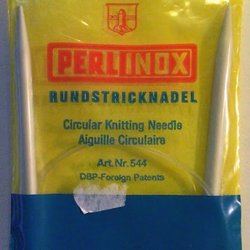 PERLINOX
RUNDSTRICKNADEL
Circular Knitting Needle
Aiguille Circulaire
Art. Nr. 544
DBP-Foreign Patents